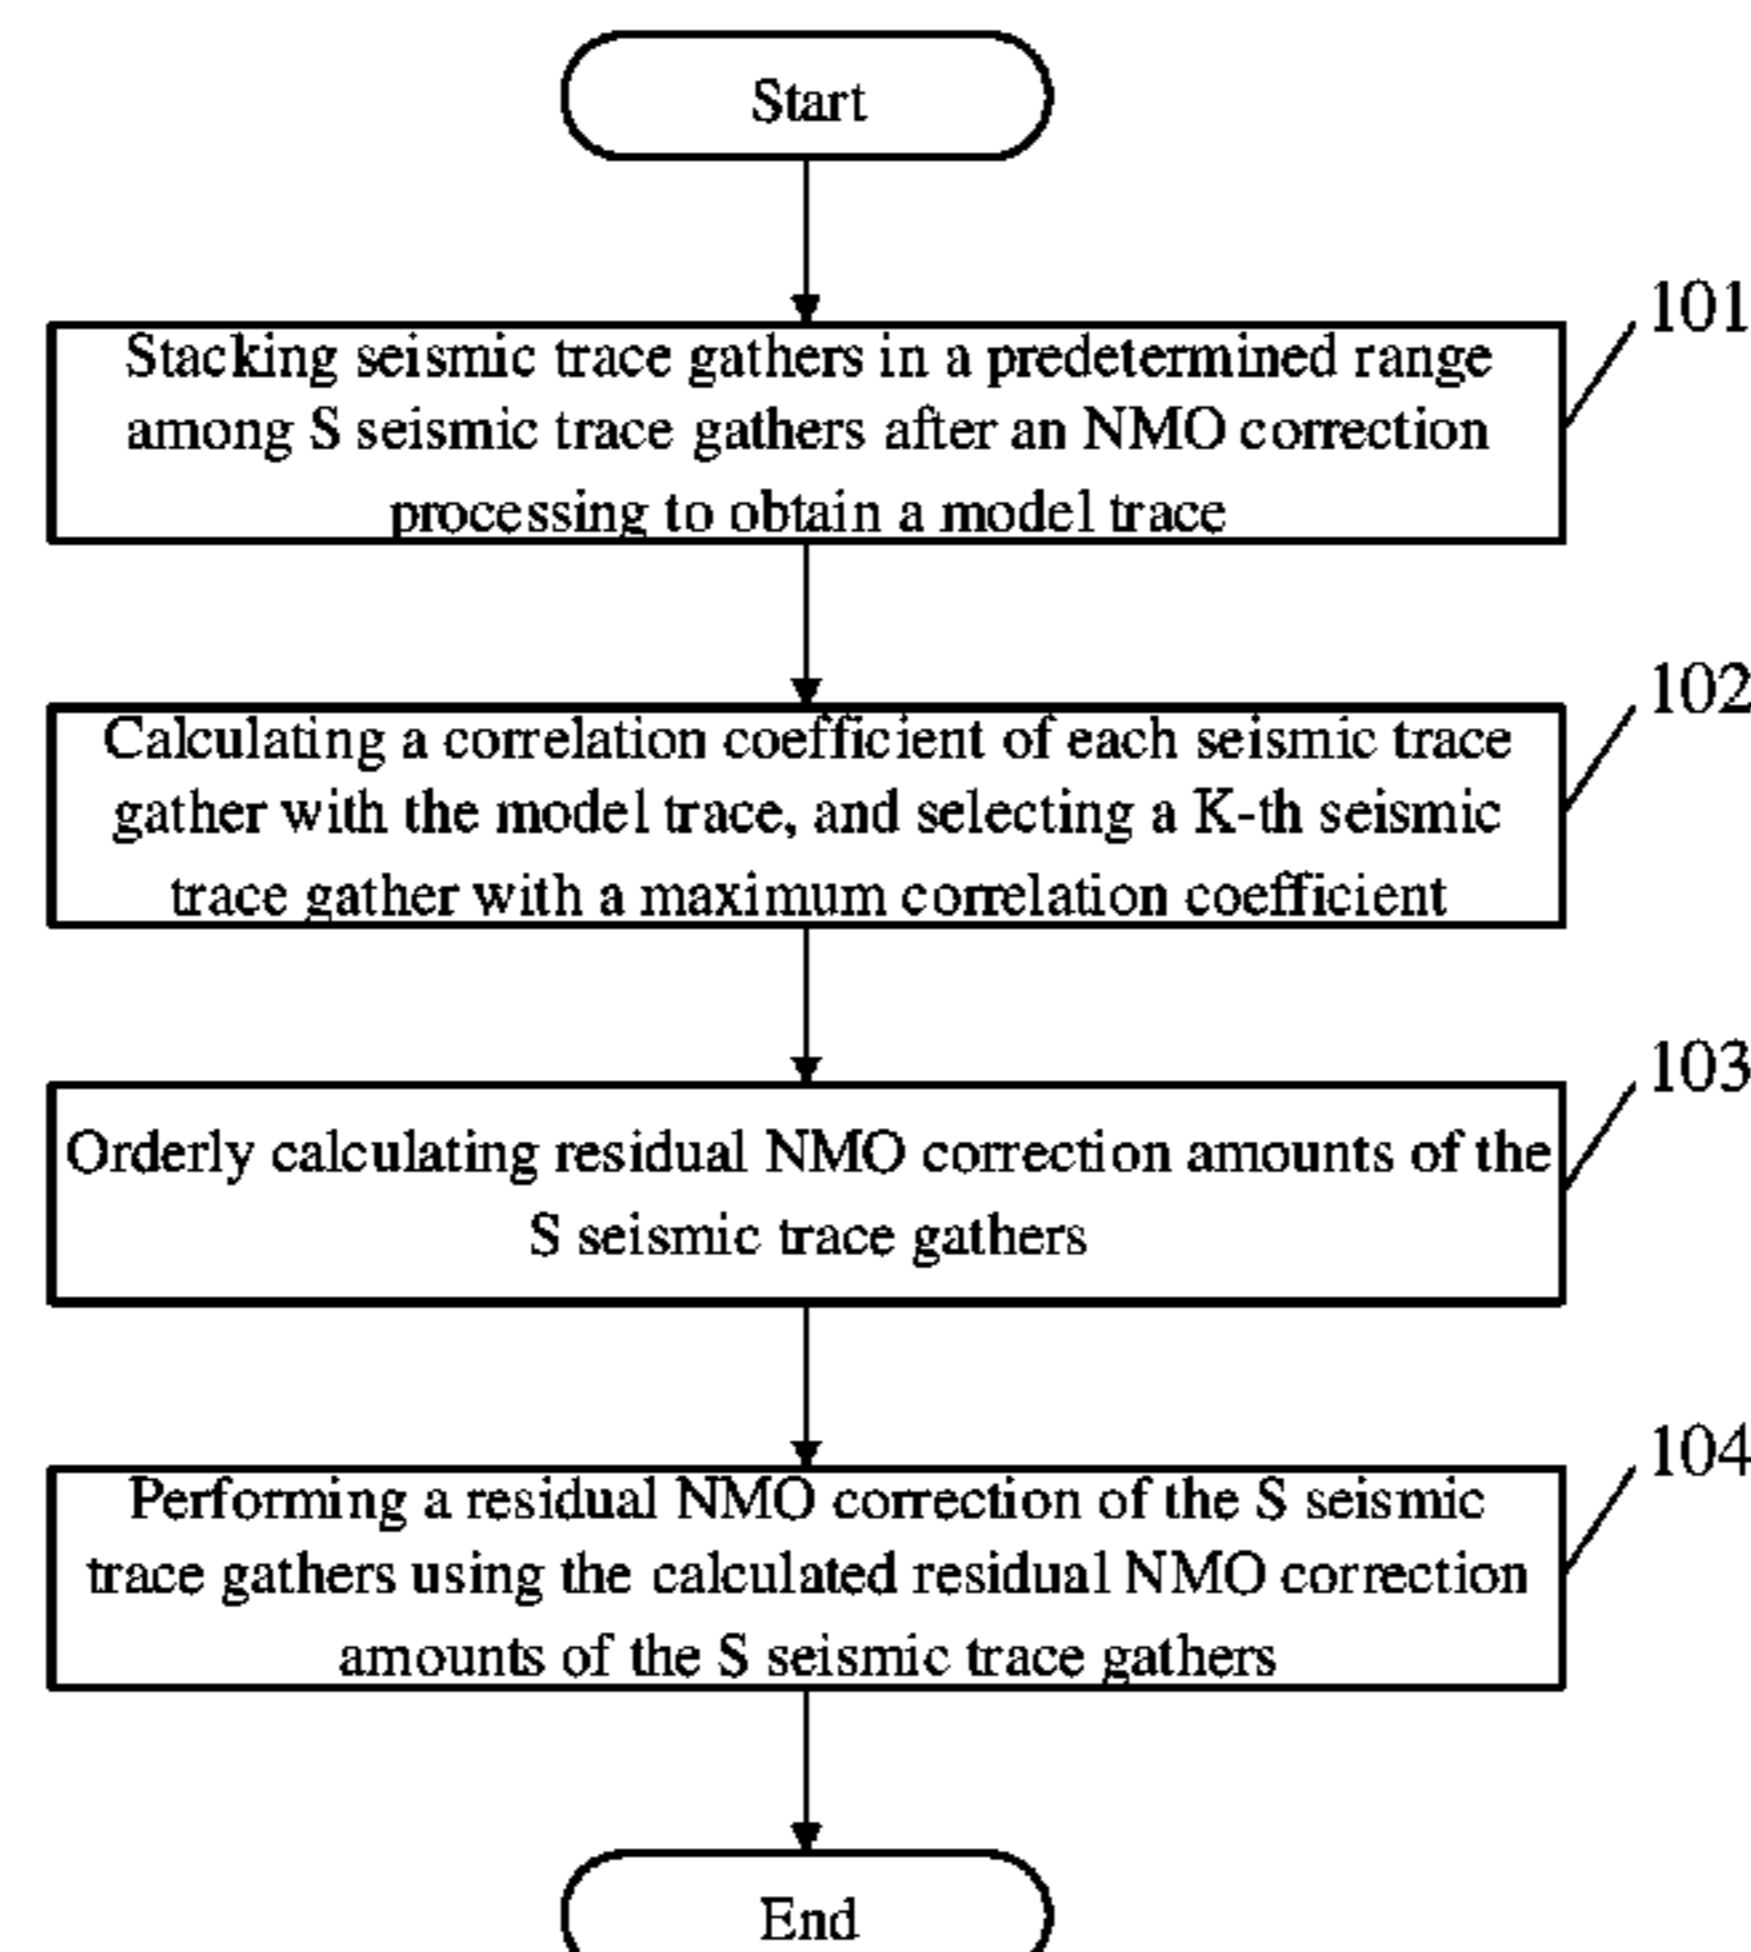 Start
101
Stacking seismic trace gathers in a predetermined range
among S seismic trace gathers after an NMO correction
processing to obtain a model trace
102
Calculating a correlation coefficient of each seismic trace
gather with the model trace, and selecting a K-th seismic
trace gather with a maximum correlation coefficient
103
Orderly calculating residual NMO correction amounts of the
S seismic trace gathers
104
Performing a residual NMO correction of the S seismic
trace gathers using the calculated residual NMO correction
amounts of the S seismic trace gathers
End